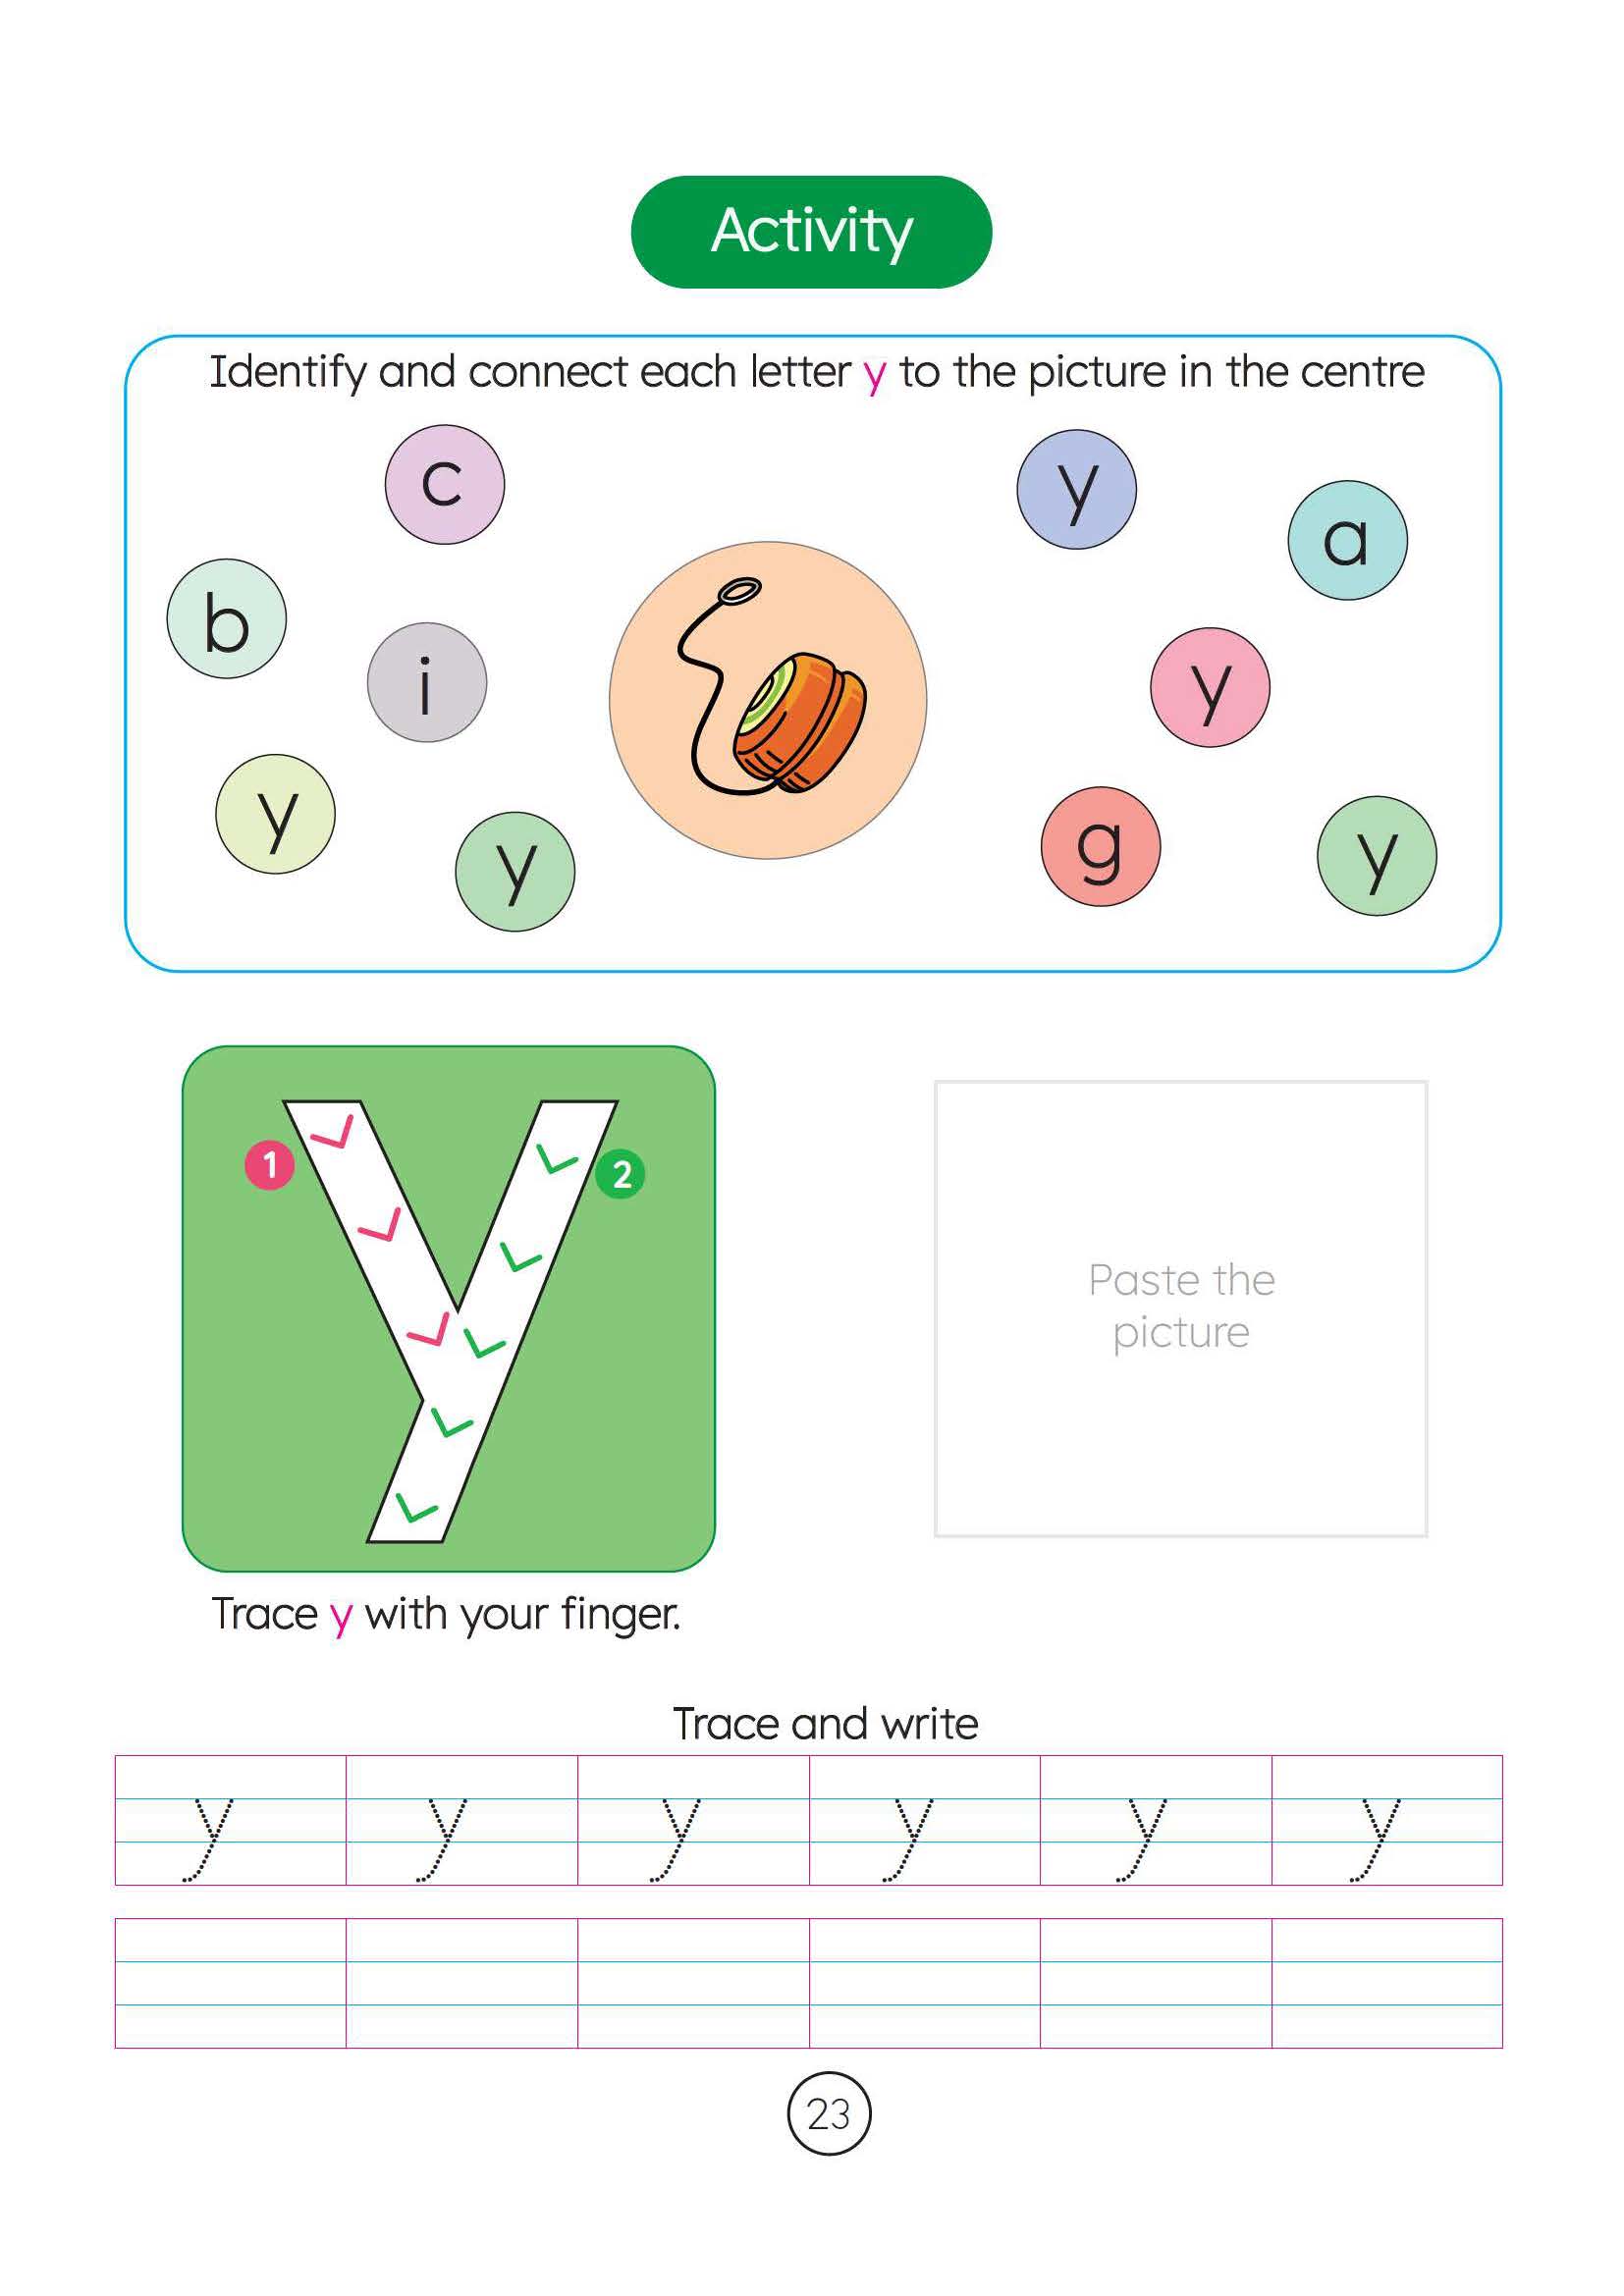 Activity
Identify and connect each letter y to the picture in the centre
c
y
a
b
i
y
y
y
g
y
1
2
Paste the
picture
Trace y with your finger.
Trace and write
y y y y y y
23